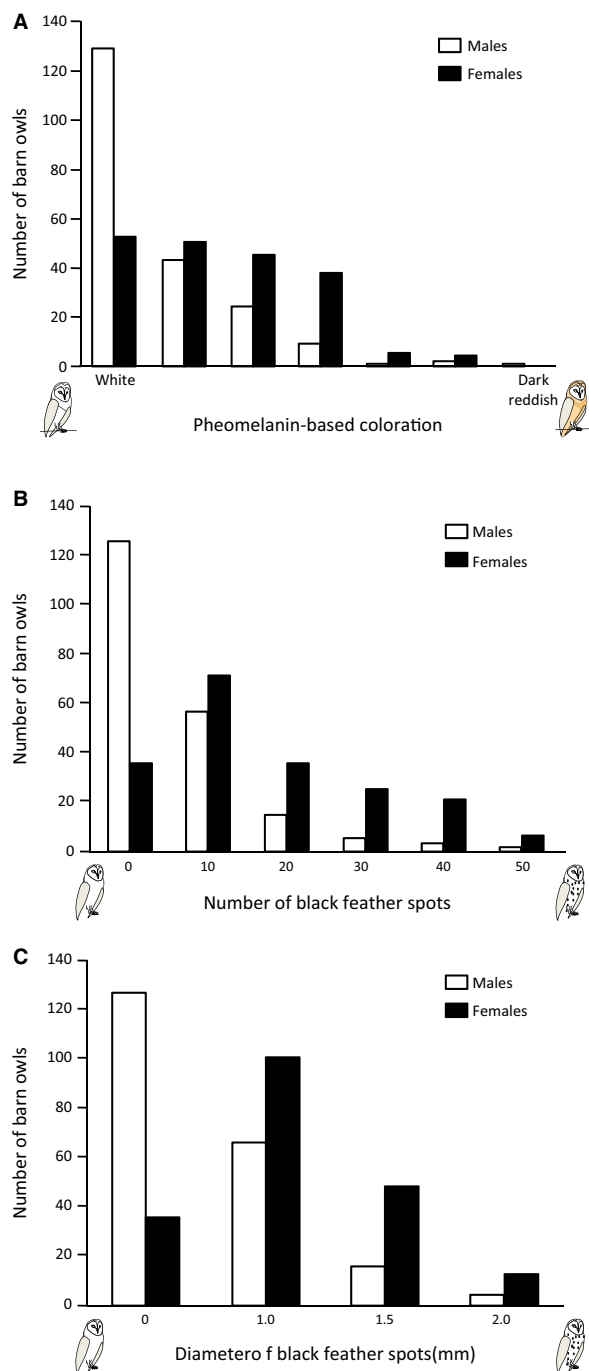 A
140
120
100
80
60
40
20
0
Number of barn owls
Males
Females
White
Dark
reddish
Pheomelanin-based coloration
B
140
120
100
80
60
40
20
0
Number of barn owls
Males
Females
0 10 20 30 40 50
Number of black feather spots
C
140
120
100
80
60
40
20
0
Number of barn owls
Males
Females
0 1.0 1.5 2.0
Diametero f black feather spots(mm)